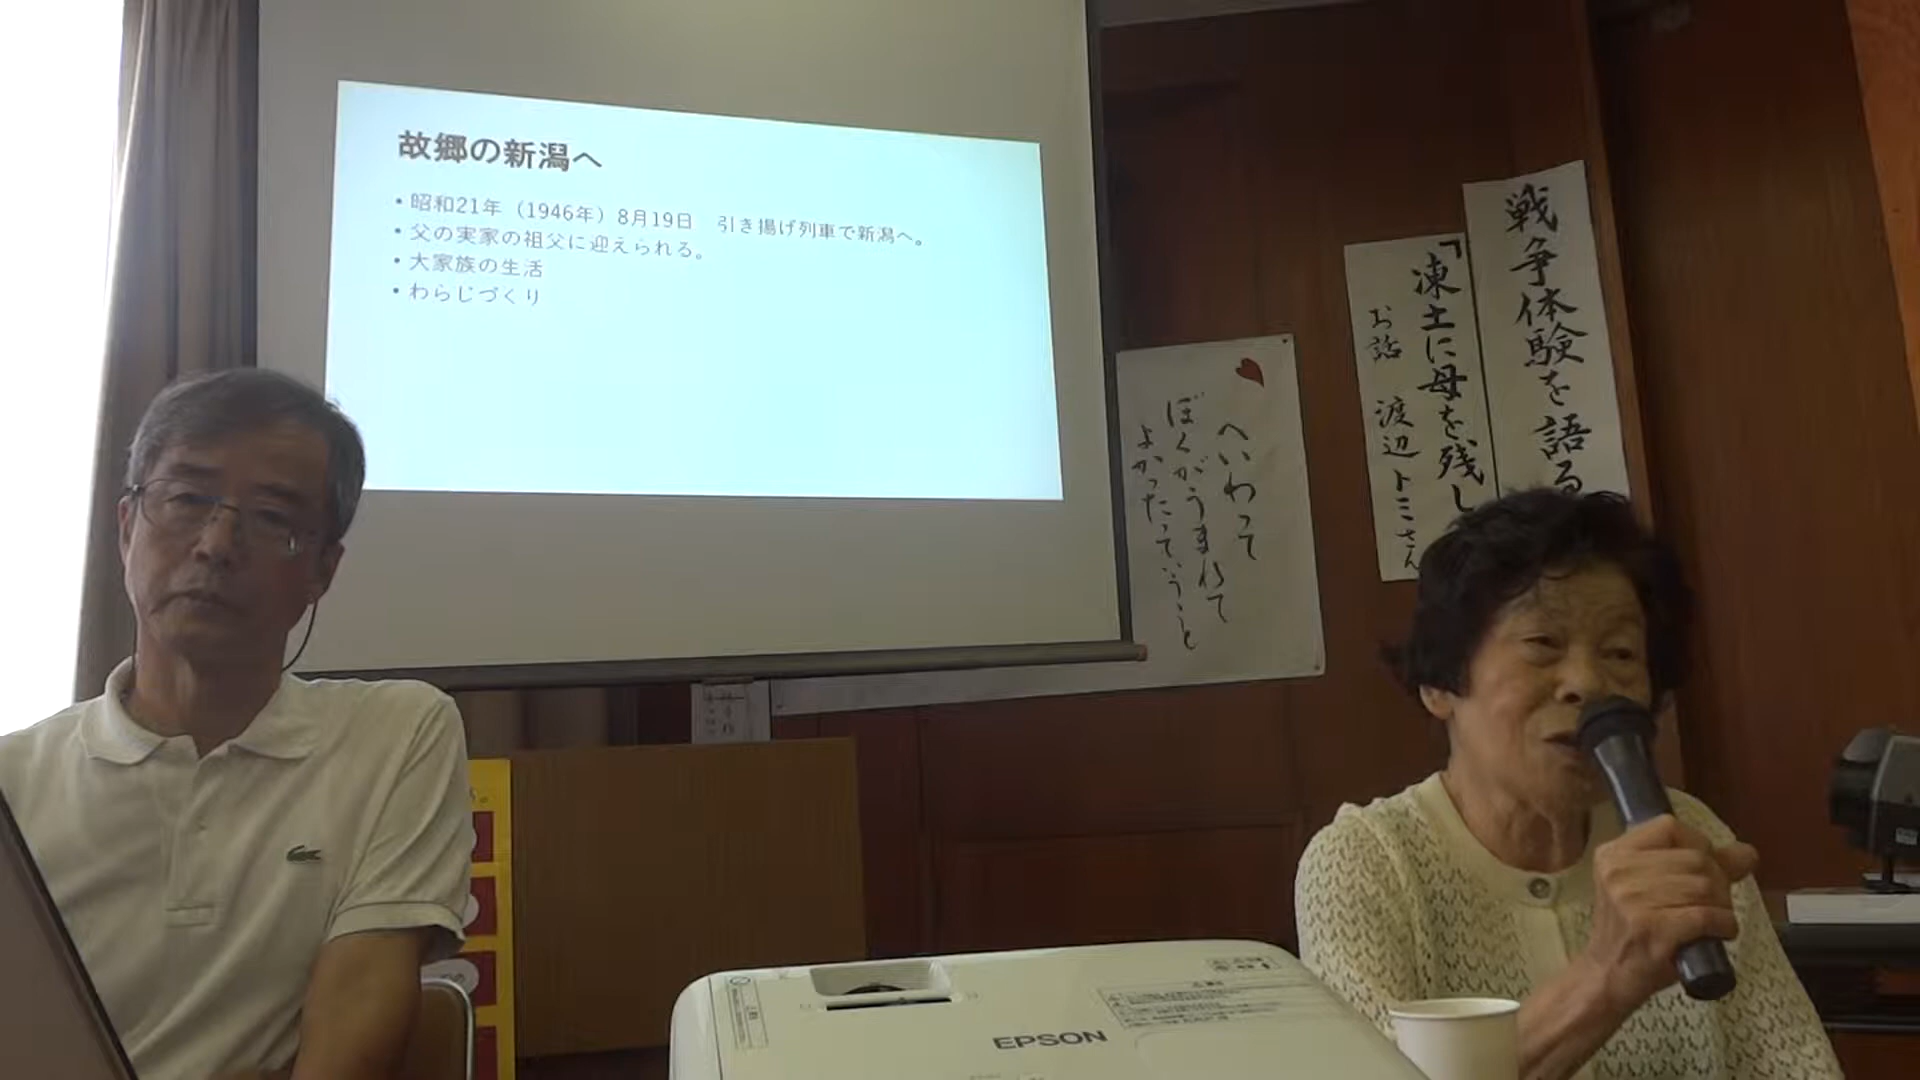 故郷の新潟へ
• 昭和21年（1946年）8月19日　引き揚げ列車で新潟へ。
• 父の実家の祖父に迎えられる。
• 大家族の生活
• わらじづくり
戦争体験を語る
「凍土に母を残し
お話　渡辺トミさん
へいわって
ぼくがうまれて
よかったっていうこと
EPSON